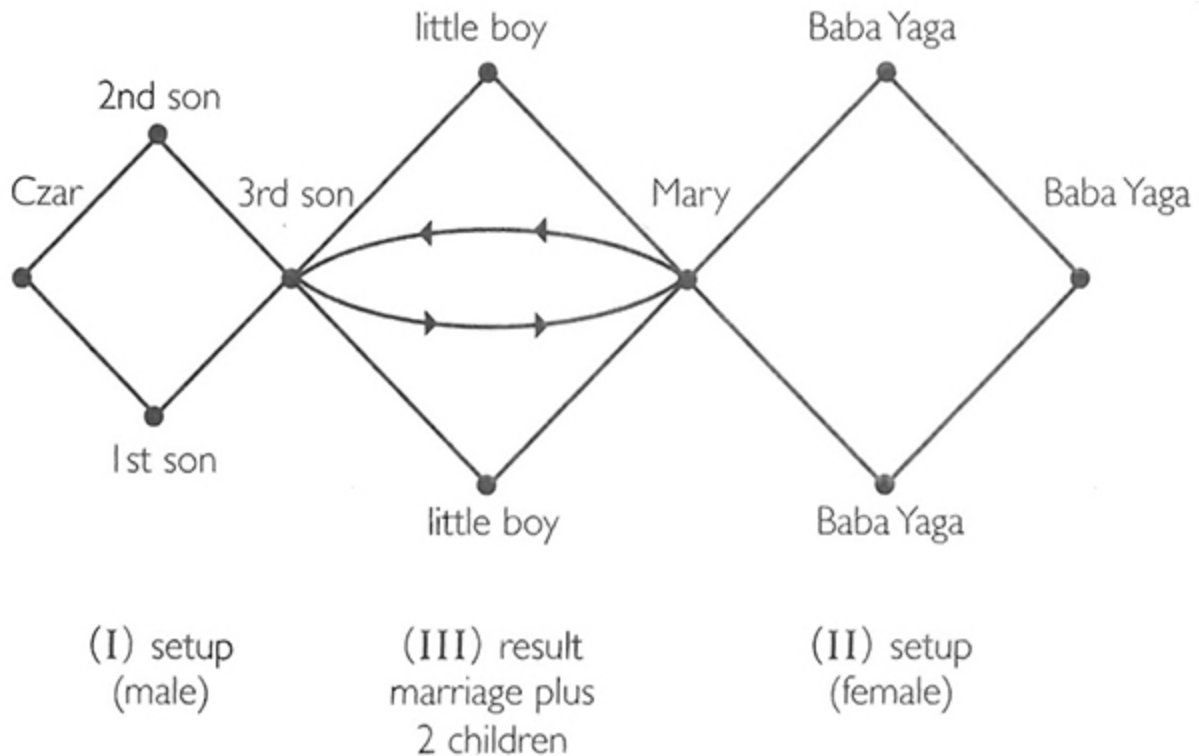 little boy
Baba Yaga
2nd son
Czar
3rd son
Mary
Baba Yaga
1st son
little boy
Baba Yaga
(I) setup
(male)
(III) result
marriage plus
2 children
(II) setup
(female)